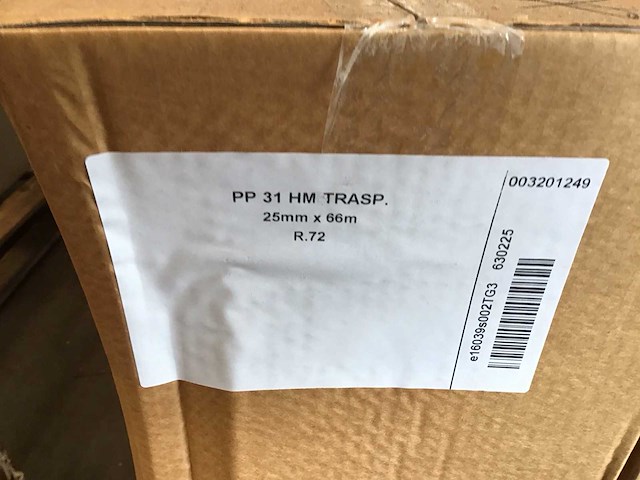 PP 31 HM TRASP.
25mm x 66m
R.72
003201249
e16039s002TG3 630225